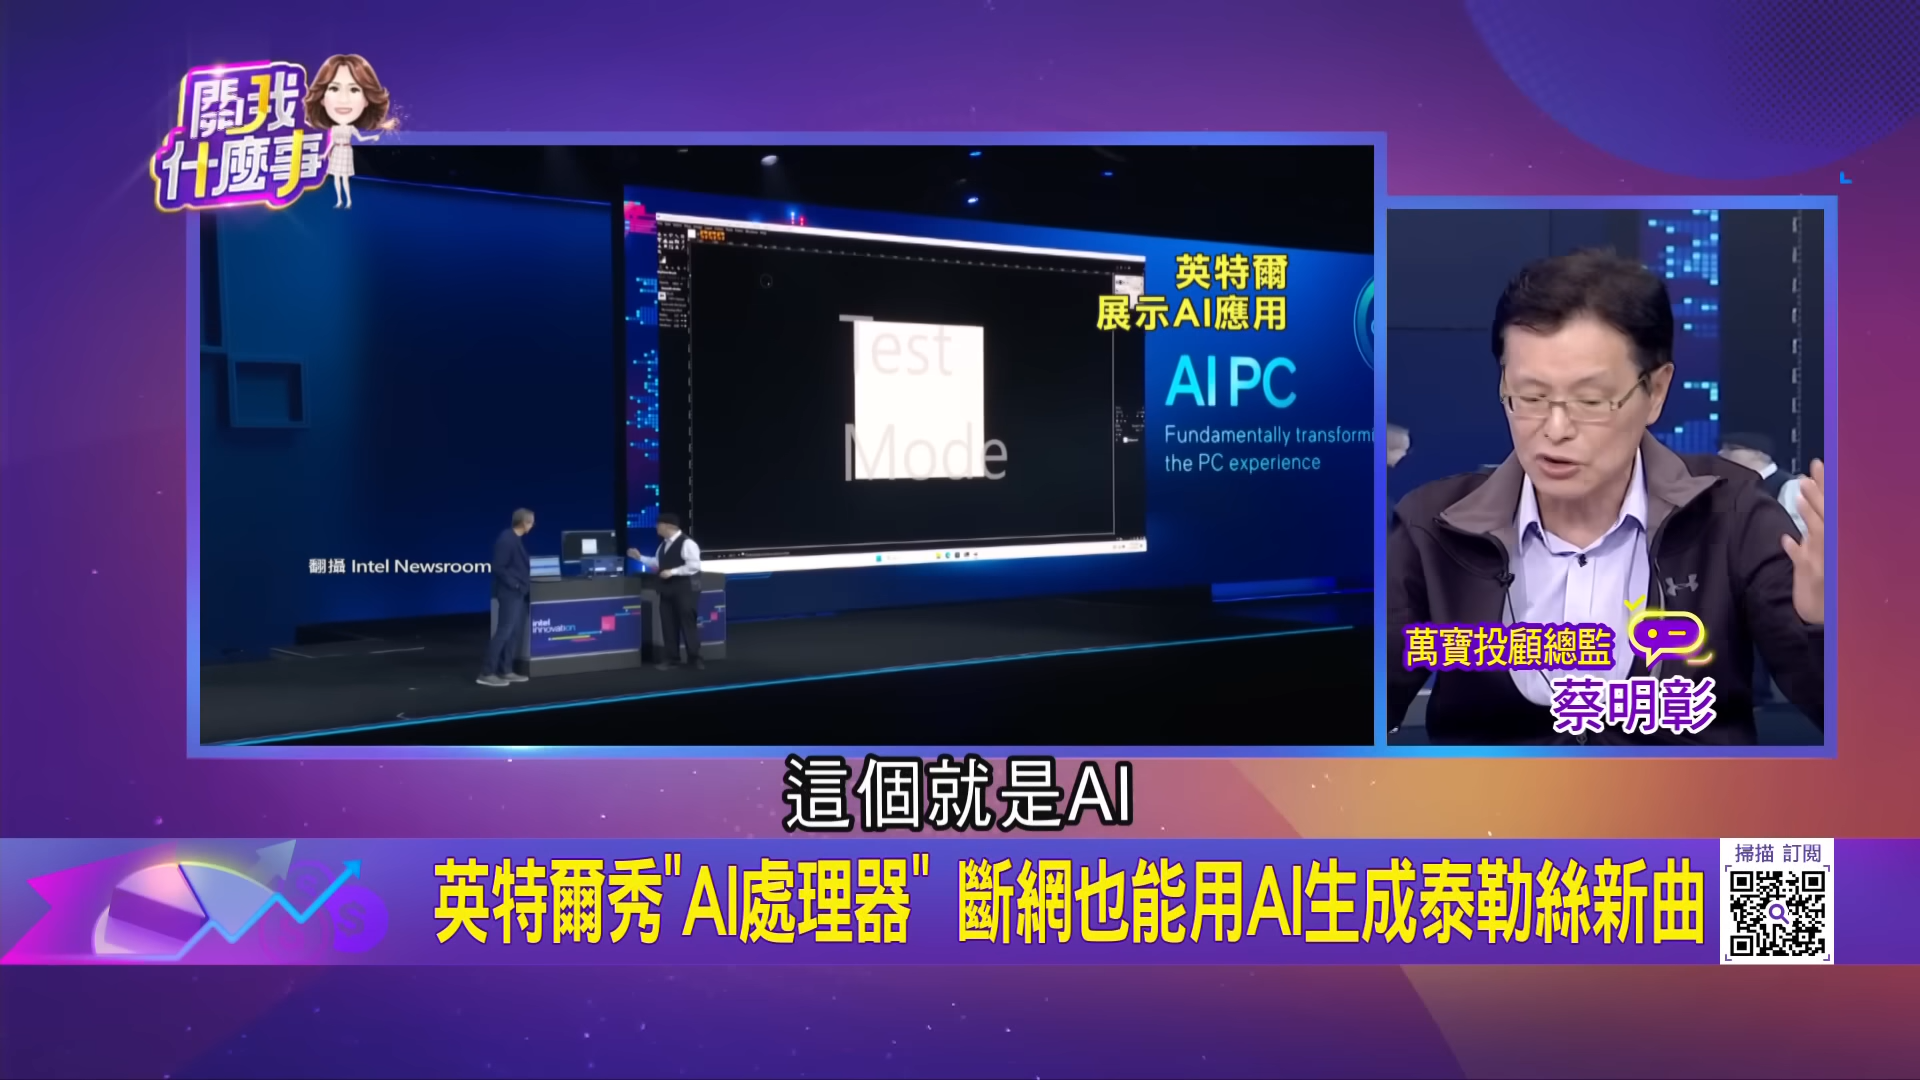 關我
什麼事
英特爾
展示AI應用
AI PC
Fundamentally transformi
the PC experience
Test
Mode
翻攝 Intel Newsroom
intel
innovation
萬寶投顧總監
蔡明彰
這個就是AI
英特爾秀"AI處理器" 斷網也能用AI生成泰勒絲新曲
掃描 訂閱